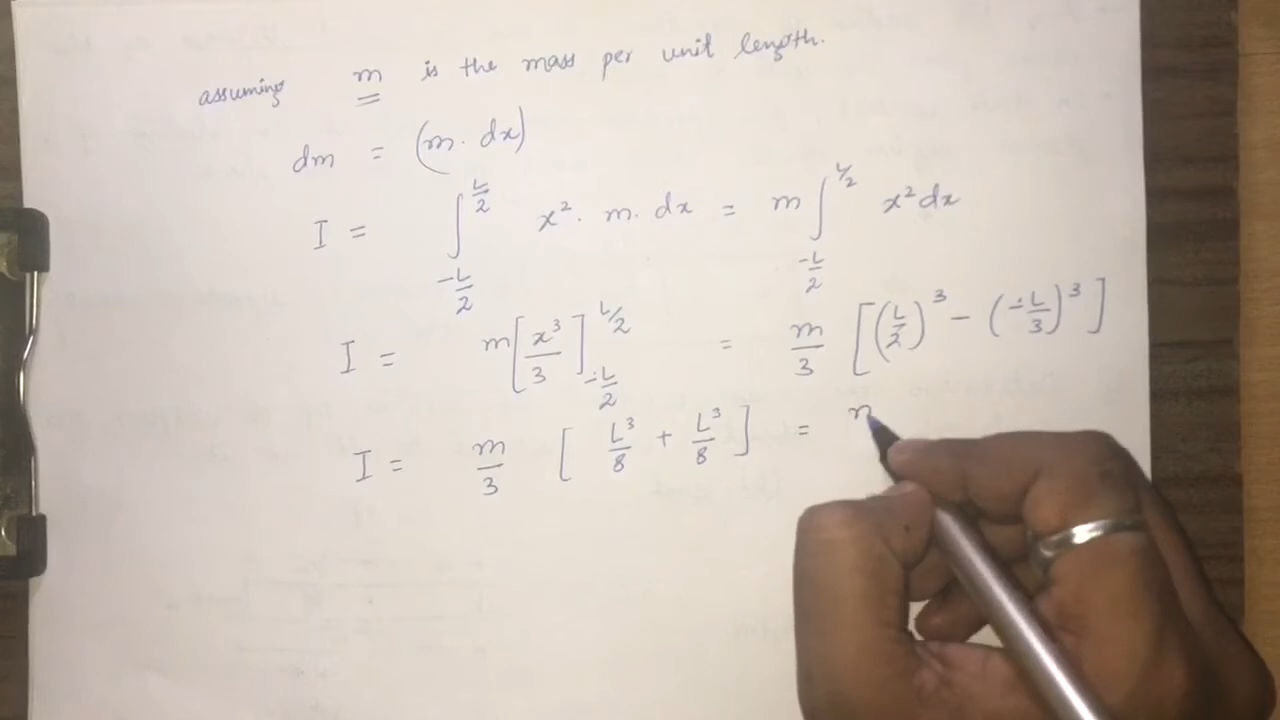 assuming m is the mass per unit length.
dm = (m. dx)
I = ∫_{-L/2}^{L/2} x². m. dx = m ∫_{-L/2}^{L/2} x² dx
I = m[x³/3]_{-L/2}^{L/2} = m/3 [(L/2)³ - (-L/3)³]
I = m/3 [L³/8 + L³/8] = m